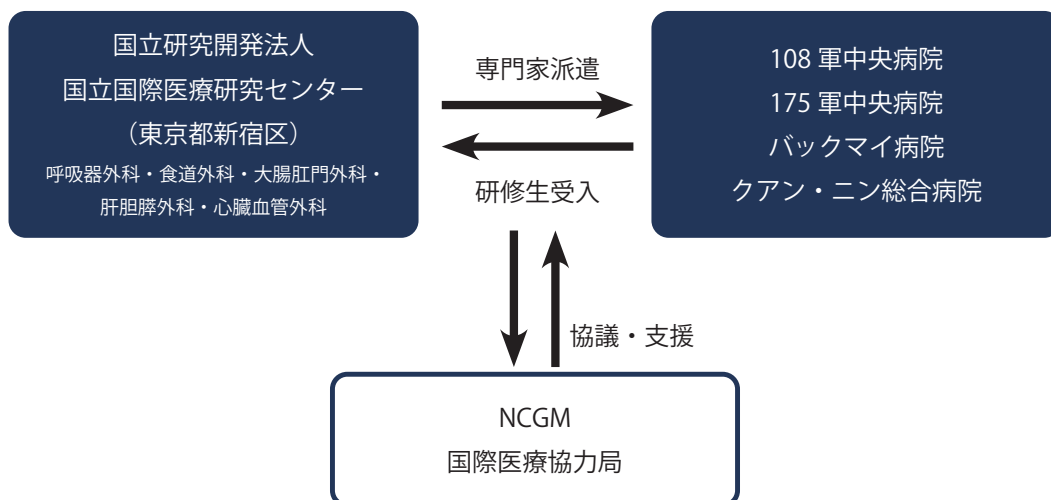 国立研究開発法人
国立国際医療研究センター
（東京都新宿区）
呼吸器外科・食道外科・大腸肛門外科・
肝胆膵外科・心臓血管外科
専門家派遣
研修生受入
108 軍中央病院
175 軍中央病院
バックマイ病院
クアン・ニン総合病院
協議・支援
NCGM
国際医療協力局